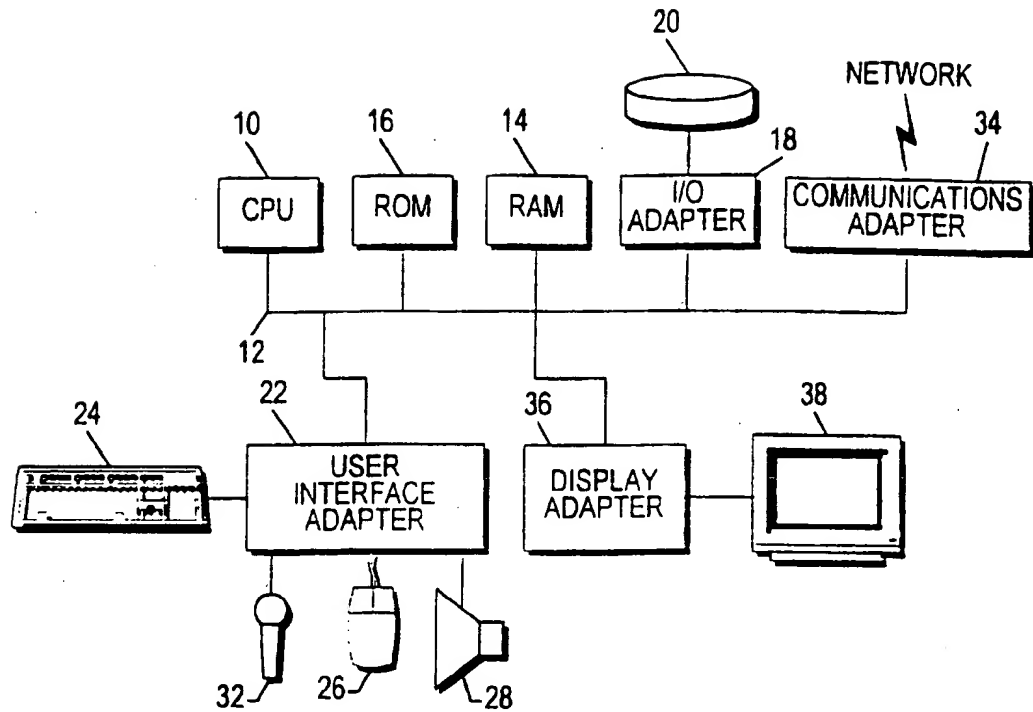 20
NETWORK
10
16
14
18
34
CPU
ROM
RAM
I/O
ADAPTER
COMMUNICATIONS
ADAPTER
12
24
22
36
38
USER
INTERFACE
ADAPTER
DISPLAY
ADAPTER
32
26
28